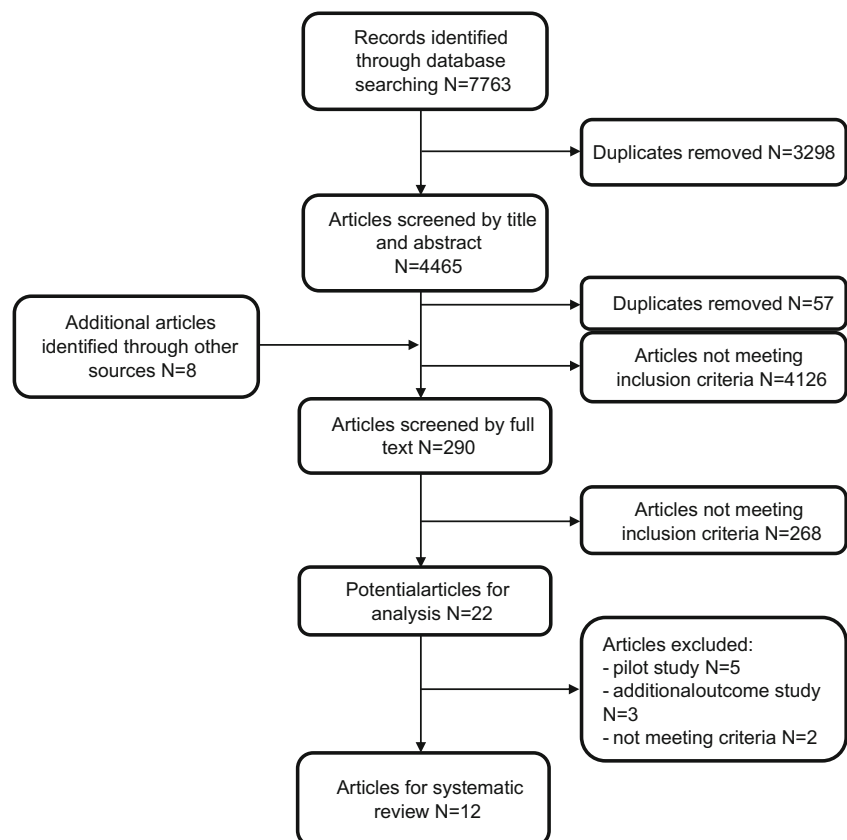 Records identified
through database
searching N=7763
Duplicates removed N=3298
Articles screened by title
and abstract
N=4465
Duplicates removed N=57
Additional articles
identified through other
sources N=8
Articles not meeting
inclusion criteria N=4126
Articles screened by full
text N=290
Articles not meeting
inclusion criteria N=268
Potentialarticles for
analysis N=22
Articles excluded:
- pilot study N=5
- additionaloutcome study
N=3
- not meeting criteria N=2
Articles for systematic
review N=12